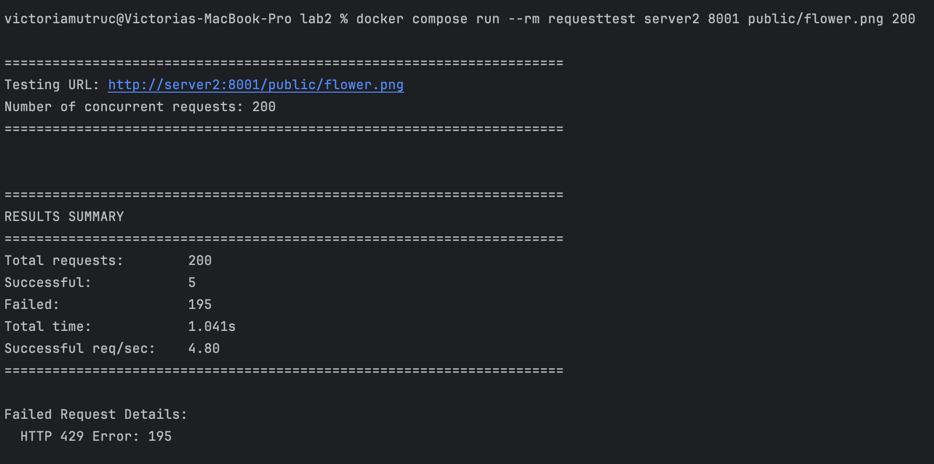 victoriamutruc@Victorias-MacBook-Pro lab2 % docker compose run --rm requesttest server2 8001 public/flower.png 200
======================================================================
Testing URL: http://server2:8001/public/flower.png
Number of concurrent requests: 200
======================================================================
======================================================================
RESULTS SUMMARY
======================================================================
Total requests: 200
Successful: 5
Failed: 195
Total time: 1.041s
Successful req/sec: 4.80
======================================================================
Failed Request Details:
HTTP 429 Error: 195